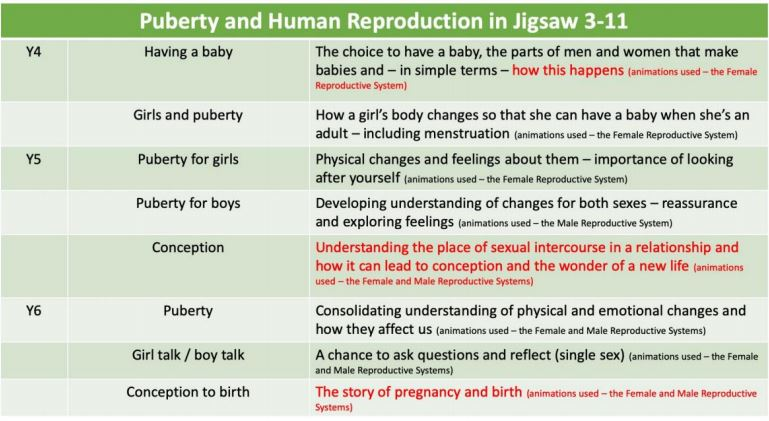 Puberty and Human Reproduction in Jigsaw 3-11
Y4 Having a baby The choice to have a baby, the parts of men and women that make
babies and – in simple terms – how this happens (animations used – the Female
Reproductive System)
Girls and puberty How a girl’s body changes so that she can have a baby when she’s an
adult – including menstruation (animations used – the Female Reproductive System)
Y5 Puberty for girls Physical changes and feelings about them – importance of looking
after yourself (animations used – the Female Reproductive System)
Puberty for boys Developing understanding of changes for both sexes – reassurance
and exploring feelings (animations used – the Male Reproductive System)
Conception Understanding the place of sexual intercourse in a relationship and
how it can lead to conception and the wonder of a new life (animations
used – the Female and Male Reproductive Systems)
Y6 Puberty Consolidating understanding of physical and emotional changes and
how they affect us (animations used – the Female and Male Reproductive Systems)
Girl talk / boy talk A chance to ask questions and reflect (single sex) (animations used – the Female
and Male Reproductive Systems)
Conception to birth The story of pregnancy and birth (animations used – the Female and Male Reproductive
Systems)